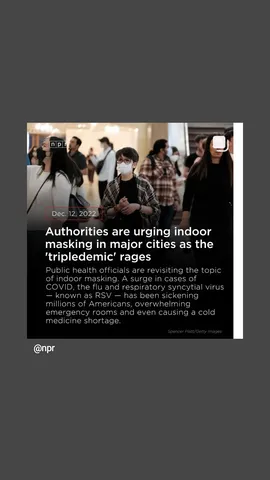 npr
Dec. 12, 2022
Authorities are urging indoor
masking in major cities as the
'tripledemic' rages
Public health officials are revisiting the topic
of indoor masking. A surge in cases of
COVID, the flu and respiratory syncytial virus
— known as RSV — has been sickening
millions of Americans, overwhelming
emergency rooms and even causing a cold
medicine shortage.
Spencer Platt/Getty Images
@npr